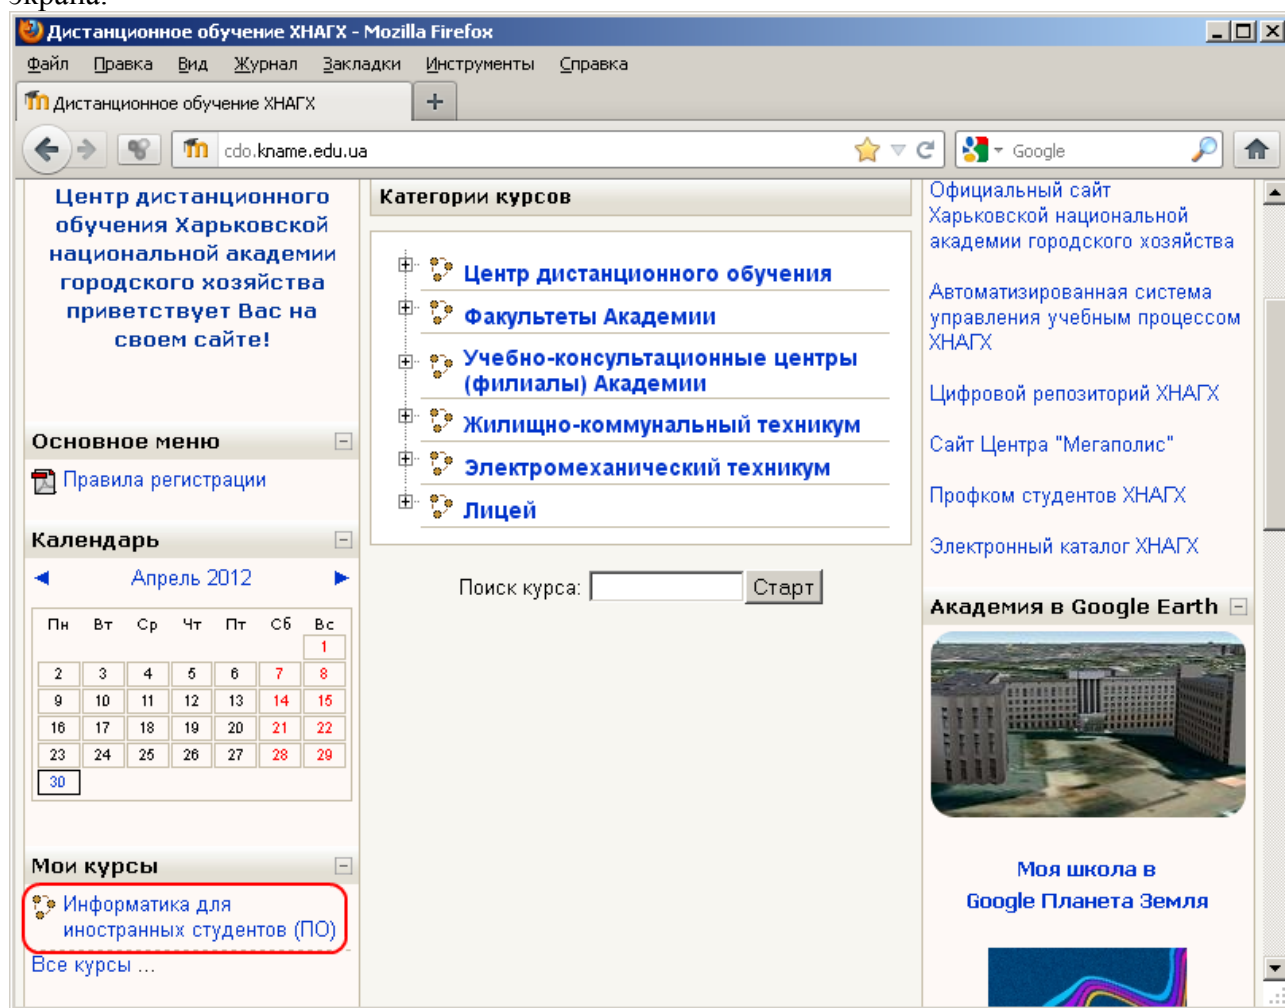 экрана.
Дистанционное обучение ХНАГХ - Mozilla Firefox
Файл Правка Вид Журнал Закладки Инструменты Справка
Дистанционное обучение ХНАГХ
cdo.kname.edu.ua
Google
Центр дистанционного
обучения Харьковской
национальной академии
городского хозяйства
приветствует Вас на
своем сайте!
Основное меню
Правила регистрации
Календарь
Апрель 2012
Пн Вт Ср Чт Пт Сб Вс
1
2 3 4 5 6 7 8
9 10 11 12 13 14 15
16 17 18 19 20 21 22
23 24 25 26 27 28 29
30
Мои курсы
Информатика для
иностранных студентов (ПО)
Все курсы ...
Категории курсов
Центр дистанционного обучения
Факультеты Академии
Учебно-консультационные центры
(филиалы) Академии
Жилищно-коммунальный техникум
Электромеханический техникум
Лицей
Поиск курса: Старт
Официальный сайт
Харьковской национальной
академии городского хозяйства
Автоматизированная система
управления учебным процессом
ХНАГХ
Цифровой репозиторий ХНАГХ
Сайт Центра "Мегаполис"
Профком студентов ХНАГХ
Электронный каталог ХНАГХ
Академия в Google Earth
Моя школа в
Google Планета Земля